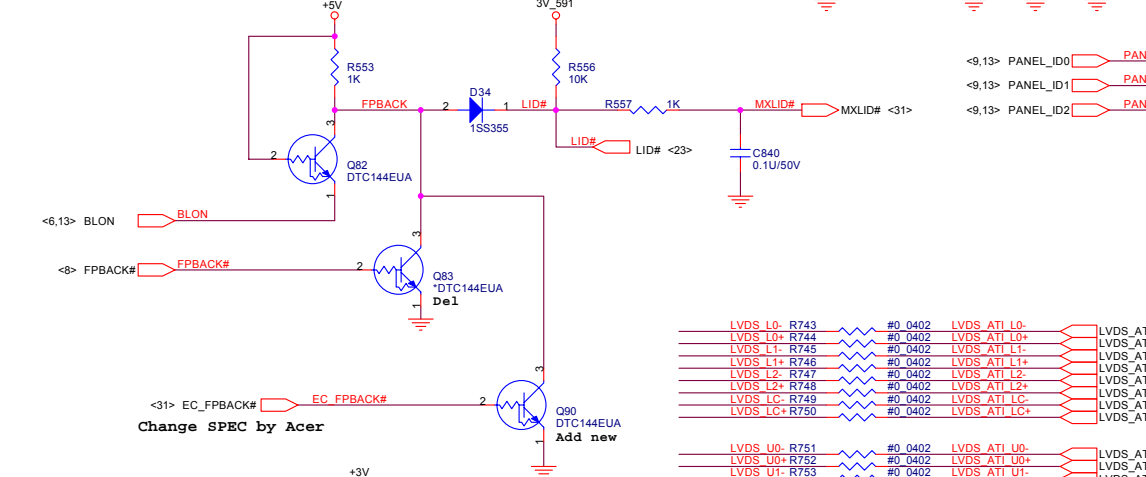 +5V
3V_591
R553
1K
R556
10K
<9,13> PANEL_ID0 PAN
<9,13> PANEL_ID1 PAN
<9,13> PANEL_ID2 PAN
FPBACK
2
D34
1
1SS355
LID#
R557
1K
MXLID#
MXLID# <31>
LID#
LID# <23>
C840
0.1U/50V
3
2
Q82
DTC144EUA
1
<6,13> BLON
BLON
3
<8> FPBACK#
FPBACK#
2
Q83
*DTC144EUA
Del
1
3
<31> EC_FPBACK#
EC_FPBACK#
2
Q90
DTC144EUA
Add new
1
Change SPEC by Acer
+3V
LVDS_L0- R743 #0_0402 LVDS_ATI_L0- LVDS_AT
LVDS_L0+ R744 #0_0402 LVDS_ATI_L0+ LVDS_AT
LVDS_L1- R745 #0_0402 LVDS_ATI_L1- LVDS_AT
LVDS_L1+ R746 #0_0402 LVDS_ATI_L1+ LVDS_AT
LVDS_L2- R747 #0_0402 LVDS_ATI_L2- LVDS_AT
LVDS_L2+ R748 #0_0402 LVDS_ATI_L2+ LVDS_AT
LVDS_LC- R749 #0_0402 LVDS_ATI_LC- LVDS_AT
LVDS_LC+ R750 #0_0402 LVDS_ATI_LC+ LVDS_AT
LVDS_U0- R751 #0_0402 LVDS_ATI_U0- LVDS_AT
LVDS_U0+ R752 #0_0402 LVDS_ATI_U0+ LVDS_AT
LVDS_U1- R753 #0_0402 LVDS_ATI_U1-